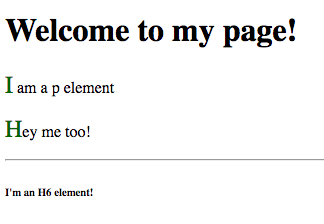 Welcome to my page!
I am a p element
Hey me too!
I'm an H6 element!